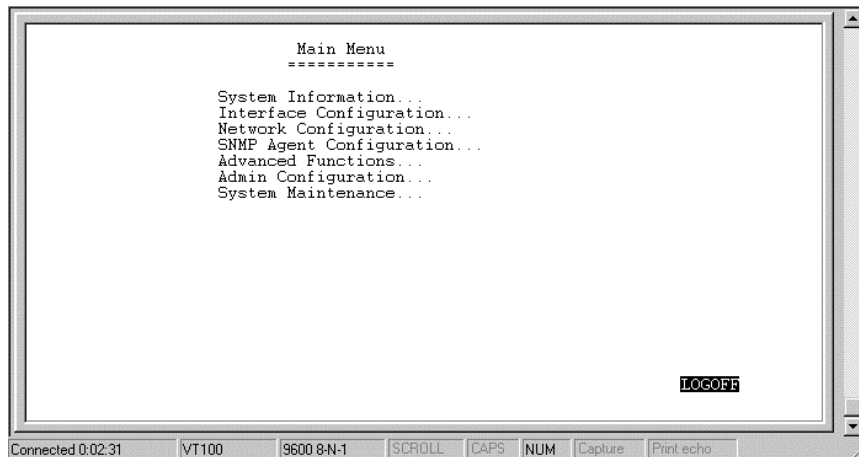 Main Menu
===========
System Information...
Interface Configuration...
Network Configuration...
SNMP Agent Configuration...
Advanced Functions...
Admin Configuration...
System Maintenance...
LOGOFF
Connected 0:02:31 VT100 9600 8-N-1 SCROLL CAPS NUM Capture Print echo